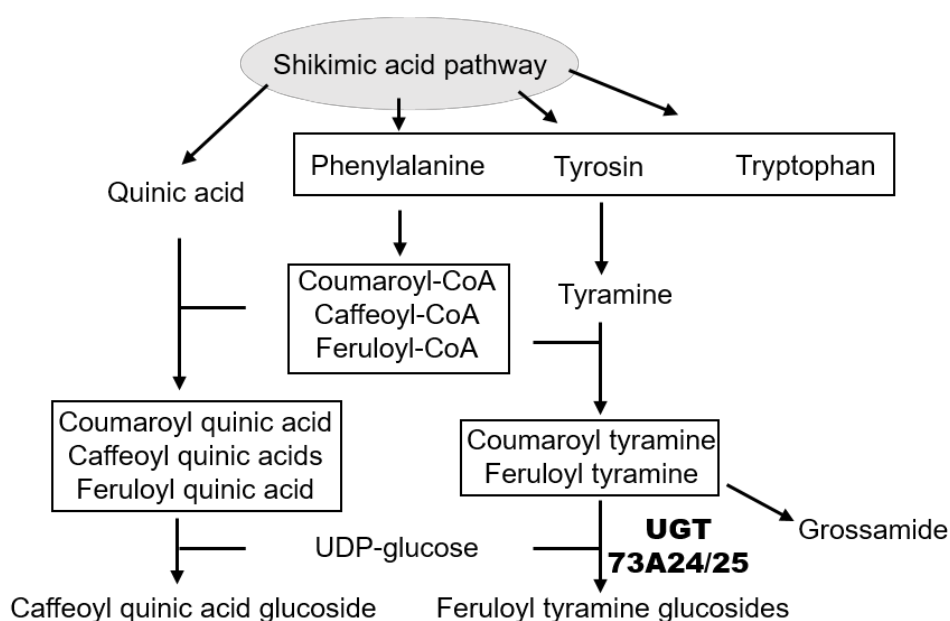 Shikimic acid pathway
Phenylalanine Tyrosin Tryptophan
Quinic acid
Coumaroyl-CoA
Caffeoyl-CoA
Feruloyl-CoA
Tyramine
Coumaroyl quinic acid
Caffeoyl quinic acids
Feruloyl quinic acid
Coumaroyl tyramine
Feruloyl tyramine
Grossamide
UDP-glucose
UGT
73A24/25
Caffeoyl quinic acid glucoside
Feruloyl tyramine glucosides